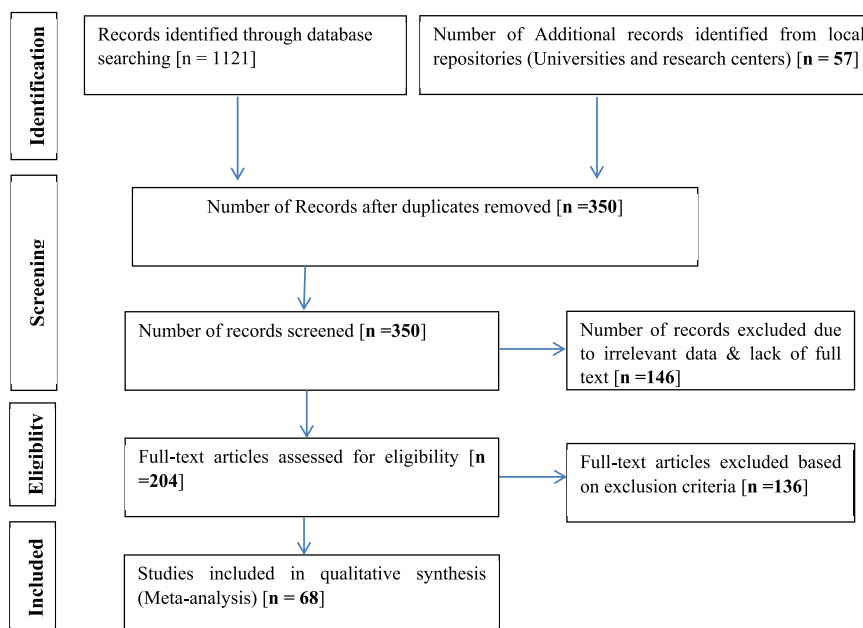 Identification
Records identified through database
searching [n = 1121]
Number of Additional records identified from local
repositories (Universities and research centers) [n = 57]
Screening
Number of Records after duplicates removed [n =350]
Number of records screened [n =350]
Number of records excluded due
to irrelevant data & lack of full
text [n =146]
Eligiblity
Full-text articles assessed for eligibility [n
=204]
Full-text articles excluded based
on exclusion criteria [n =136]
Included
Studies included in qualitative synthesis
(Meta-analysis) [n = 68]